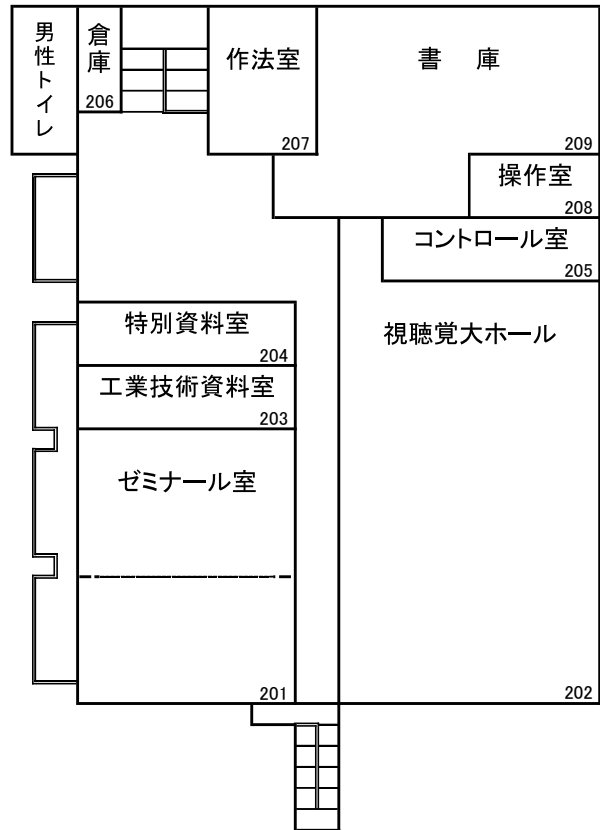 男性トイレ
倉庫
206
作法室
207
書 庫
209
操作室
208
コントロール室
205
特別資料室
204
視聴覚大ホール
工業技術資料室
203
ゼミナール室
201
202